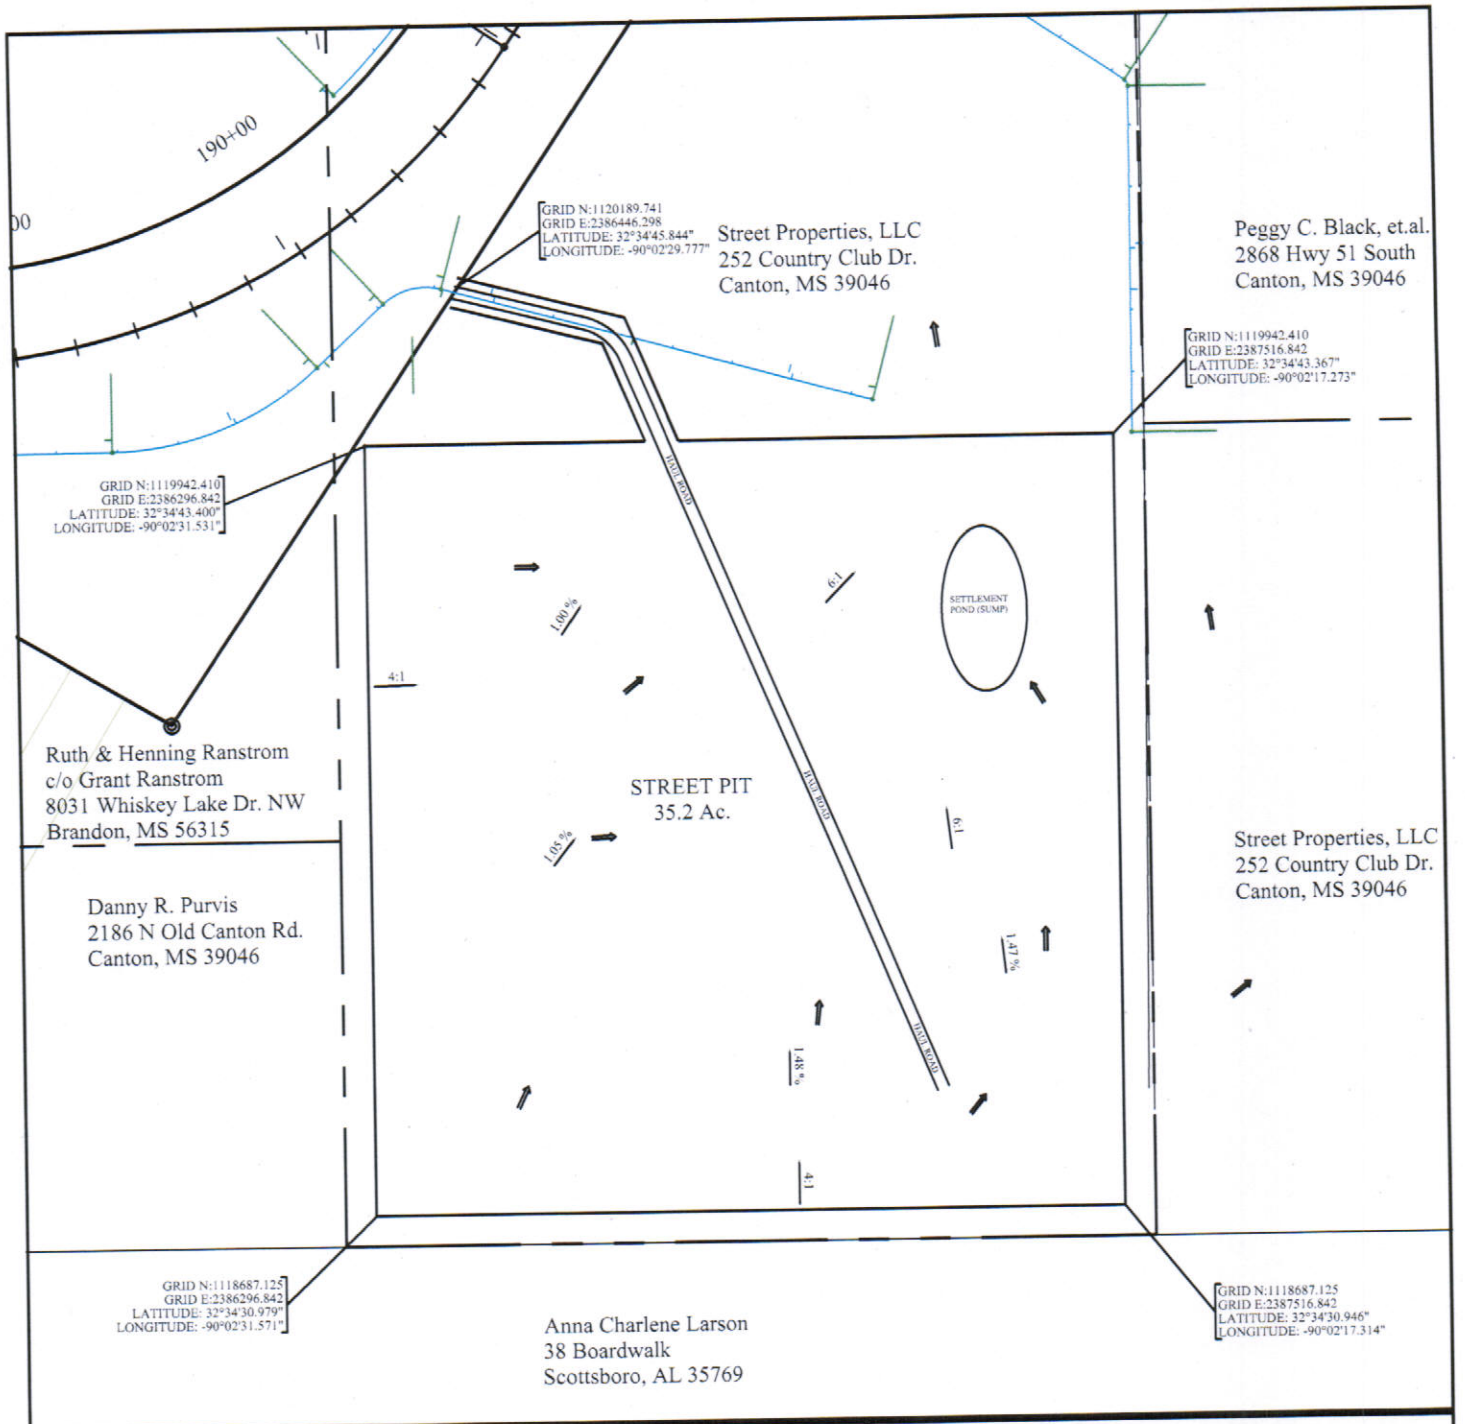 190+00
00
GRID N:1120189.741
GRID E:2386446.298
LATITUDE: 32°34'45.844"
LONGITUDE: -90°02'29.777"
Street Properties, LLC
252 Country Club Dr.
Canton, MS 39046
Peggy C. Black, et.al.
2868 Hwy 51 South
Canton, MS 39046
GRID N:1119942.410
GRID E:2387516.842
LATITUDE: 32°34'43.367"
LONGITUDE: -90°02'17.273"
GRID N:1119942.410
GRID E:2386296.842
LATITUDE: 32°34'43.400"
LONGITUDE: -90°02'31.531"
HAUL ROAD
6:1
SETTLEMENT
POND (SUMP)
1.00 %
4:1
Ruth & Henning Ranstrom
c/o Grant Ranstrom
8031 Whiskey Lake Dr. NW
Brandon, MS 56315
STREET PIT
35.2 Ac.
HAUL ROAD
6:1
1.05 %
Street Properties, LLC
252 Country Club Dr.
Canton, MS 39046
Danny R. Purvis
2186 N Old Canton Rd.
Canton, MS 39046
1.47 %
HAUL ROAD
1.48 %
4:1
GRID N:1118687.125
GRID E:2386296.842
LATITUDE: 32°34'30.979"
LONGITUDE: -90°02'31.571"
GRID N:1118687.125
GRID E:2387516.842
LATITUDE: 32°34'30.946"
LONGITUDE: -90°02'17.314"
Anna Charlene Larson
38 Boardwalk
Scottsboro, AL 35769